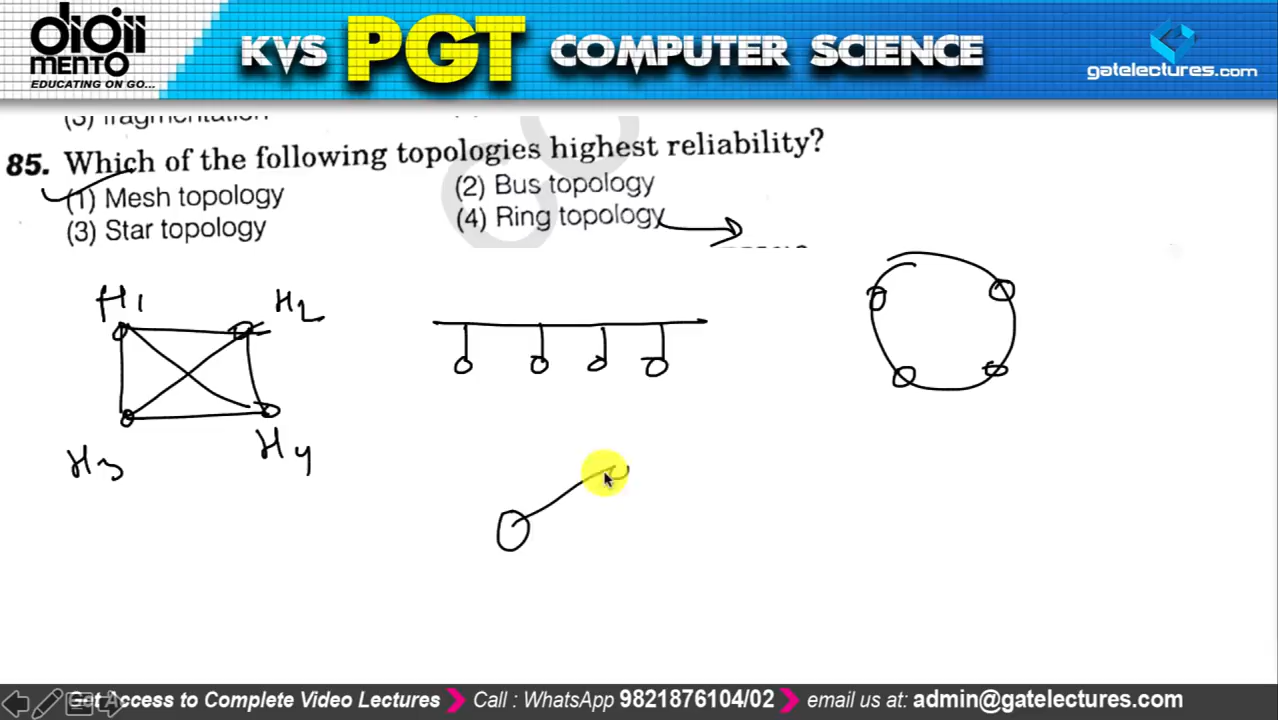 digii
MENTO
EDUCATING ON GO...
KVS PGT COMPUTER SCIENCE
gatelectures.com
(3) fragmentation
85. Which of the following topologies highest reliability?
(1) Mesh topology (2) Bus topology
(3) Star topology (4) Ring topology
H1 H2
H3 H4
Get Access to Complete Video Lectures Call : WhatsApp 9821876104/02 email us at: admin@gatelectures.com